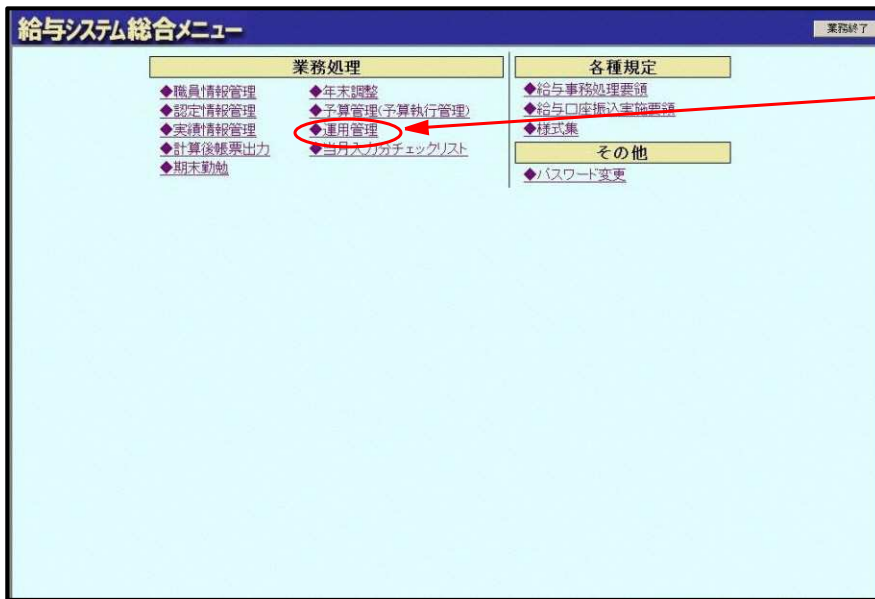 給与システム総合メニュー
業務終了
業務処理
◆職員情報管理
◆認定情報管理
◆実績情報管理
◆計算後帳票出力
◆期末勤勉
◆年末調整
◆予算管理(予算執行管理)
◆運用管理
◆当月入力分チェックリスト
各種規定
◆給与事務処理要領
◆給与口座振込実施要領
◆様式集
その他
◆パスワード変更